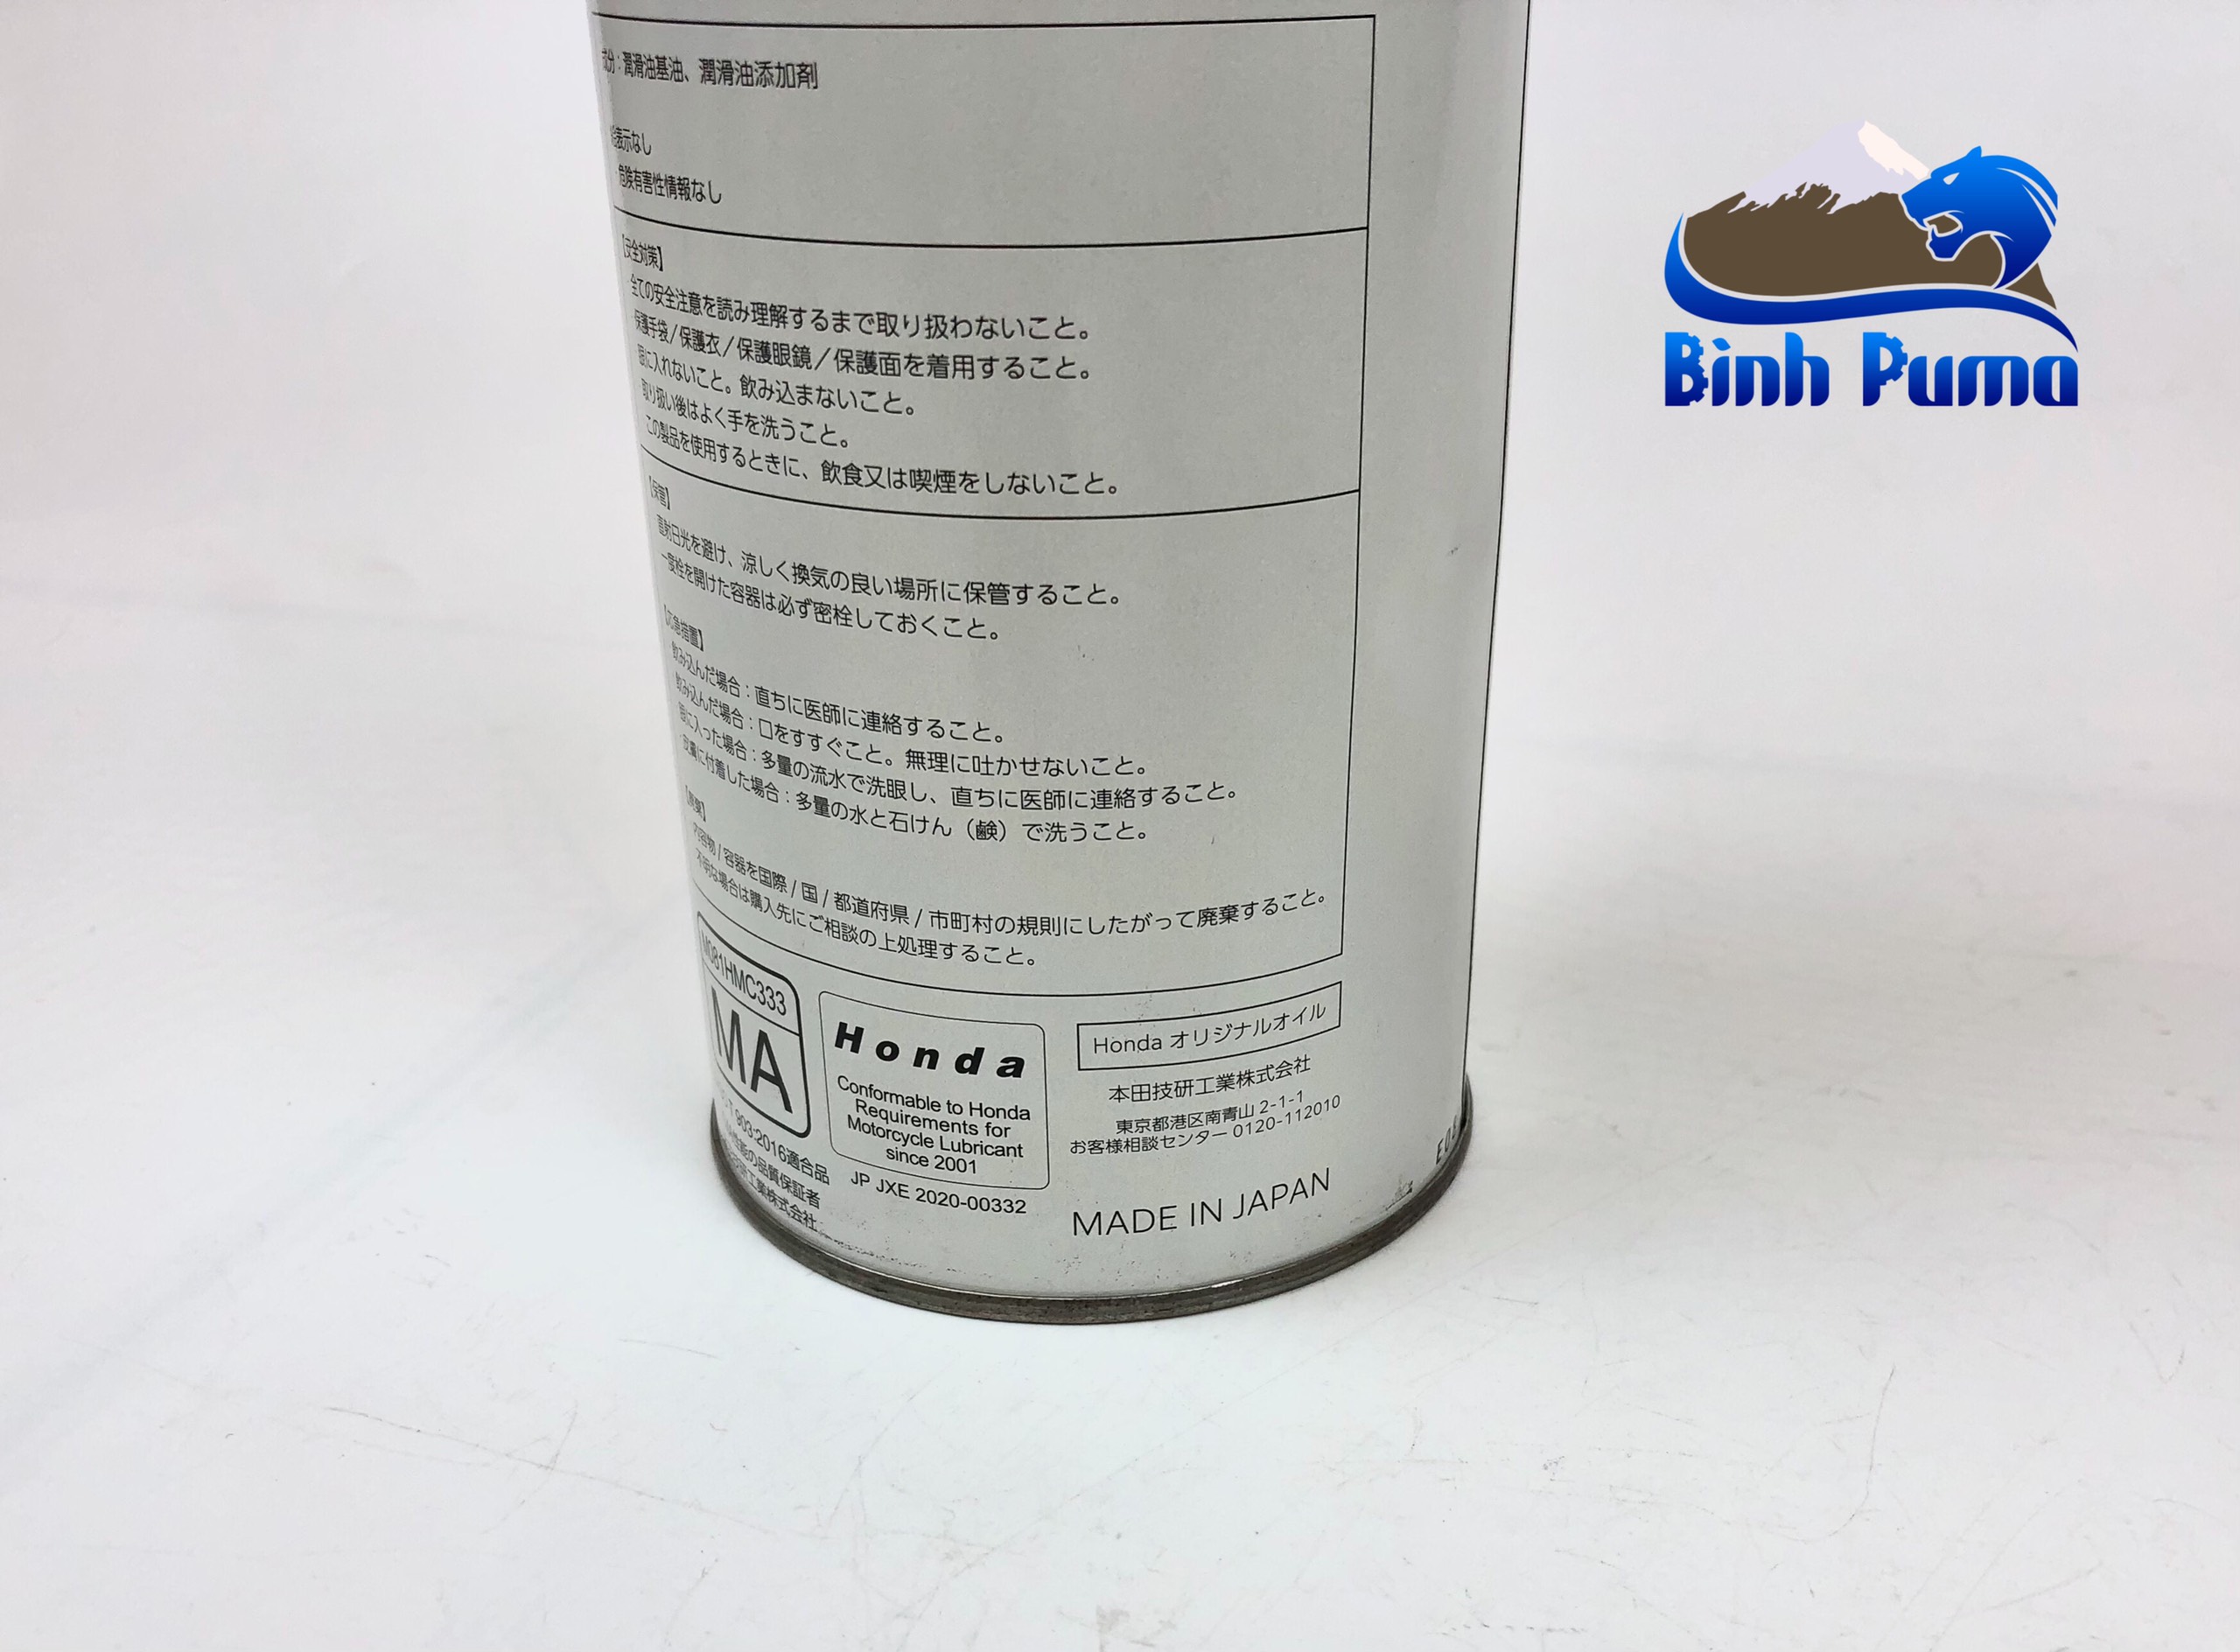 成分：潤滑油基油、潤滑油添加剤
表示なし
危険有害性情報なし
【安全対策】
全ての安全注意を読み理解するまで取り扱わないこと。
保護手袋／保護衣／保護眼鏡／保護面を着用すること。
眼に入れないこと。飲み込まないこと。
取り扱い後はよく手を洗うこと。
この製品を使用するときに、飲食又は喫煙をしないこと。
【保管】
直射日光を避け、涼しく換気の良い場所に保管すること。
一度栓を開けた容器は必ず密栓しておくこと。
【応急措置】
飲み込んだ場合：直ちに医師に連絡すること。
飲み込んだ場合：口をすすぐこと。無理に吐かせないこと。
眼に入った場合：多量の流水で洗眼し、直ちに医師に連絡すること。
皮膚に付着した場合：多量の水と石けん（鹸）で洗うこと。
【廃棄】
内容物/容器を国際/国/都道府県/市町村の規則にしたがって廃棄すること。
不明な場合は購入先にご相談の上処理すること。
M081HMC333
MA
T 903:2016適合品
の品質保証者
工業株式会社
Honda
Conformable to Honda
Requirements for
Motorcycle Lubricant
since 2001
JP JXE 2020-00332
Honda オリジナルオイル
本田技研工業株式会社
東京都港区南青山 2-1-1
お客様相談センター 0120-112010
MADE IN JAPAN
Bình Puma